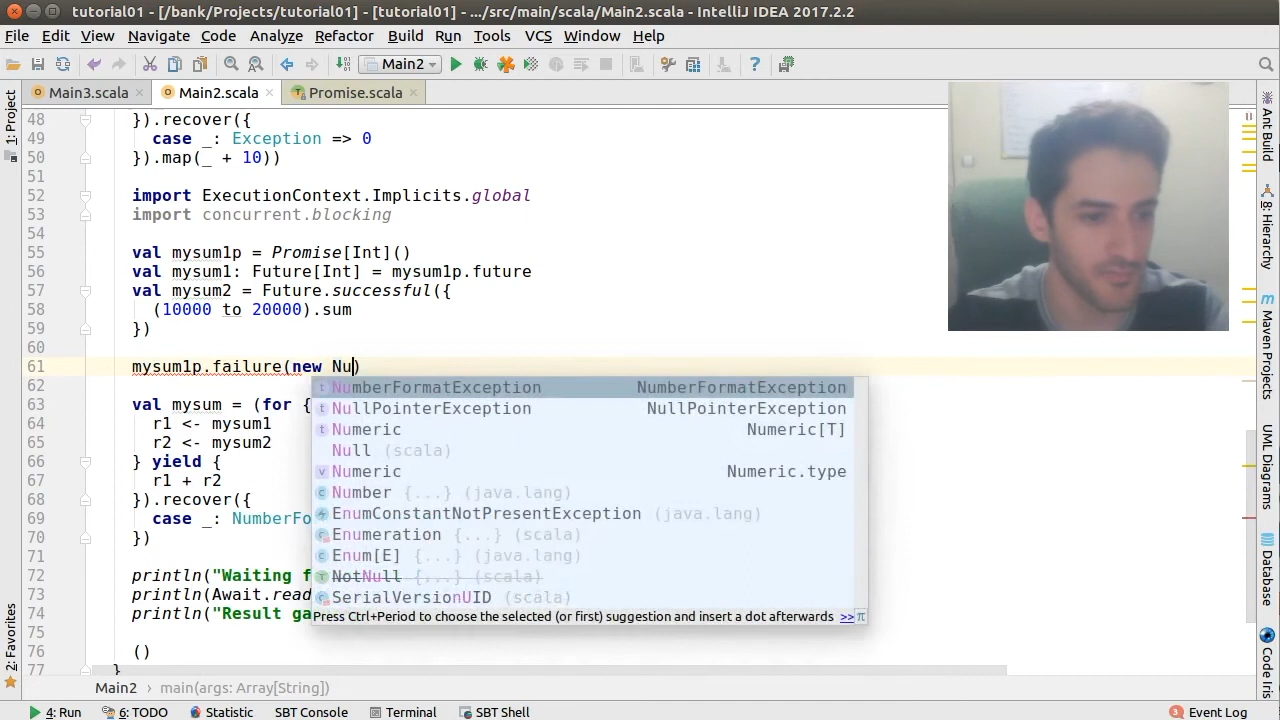 tutorial01 - [/bank/Projects/tutorial01] - [tutorial01] - .../src/main/scala/Main2.scala - IntelliJ IDEA 2017.2.2
File Edit View Navigate Code Analyze Refactor Build Run Tools VCS Window Help
Main2
Main3.scala Main2.scala Promise.scala
48 }).recover({
49 case _: Exception => 0
50 }).map(_ + 10))
51
52 import ExecutionContext.Implicits.global
53 import concurrent.blocking
54
55 val mysum1p = Promise[Int]()
56 val mysum1: Future[Int] = mysum1p.future
57 val mysum2 = Future.successful({
58 (10000 to 20000).sum
59 })
60
61 mysum1p.failure(new Nu)
62
63 val mysum = (for {
64 r1 <- mysum1
65 r2 <- mysum2
66 } yield {
67 r1 + r2
68 }).recover({
69 case _: NumberFo
70 })
71
72 println("Waiting f
73 println(Await.read
74 println("Result ga
75
76 ()
77 }
NumberFormatException NumberFormatException
NullPointerException NullPointerException
Numeric Numeric[T]
Null (scala)
Numeric Numeric.type
Number {...} (java.lang)
EnumConstantNotPresentException (java.lang)
Enumeration {...} (scala)
Enum[E] {...} (java.lang)
NotNull {...} (scala)
SerialVersionUID (scala)
Press Ctrl+Period to choose the selected (or first) suggestion and insert a dot afterwards >> π
1: Project
2: Favorites
Ant Build
8: Hierarchy
Maven Projects
UML Diagrams
Database
Code Iris
Main2 › main(args: Array[String])
4: Run 6: TODO Statistic SBT Console Terminal SBT Shell 3 Event Log